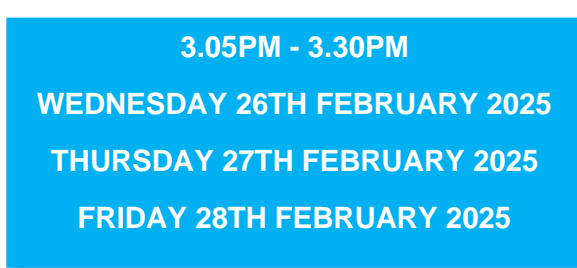 3.05PM - 3.30PM
WEDNESDAY 26TH FEBRUARY 2025
THURSDAY 27TH FEBRUARY 2025
FRIDAY 28TH FEBRUARY 2025